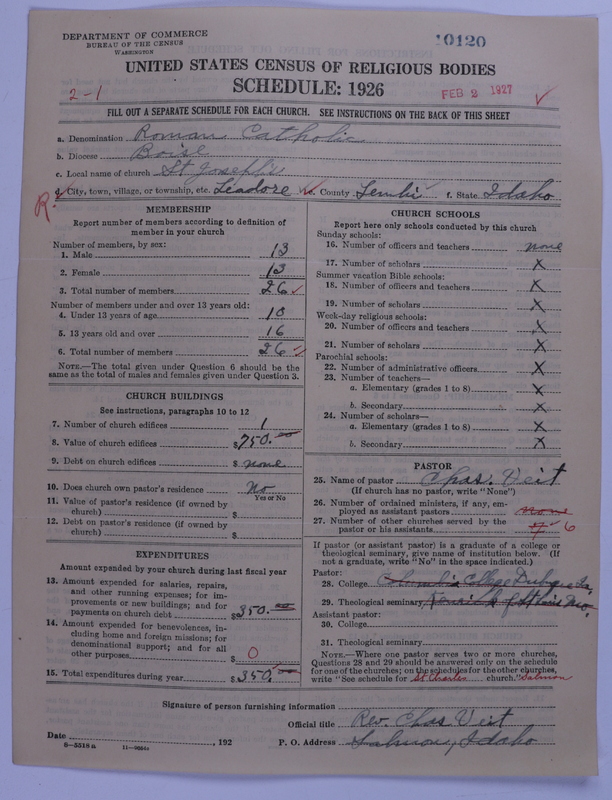 DEPARTMENT OF COMMERCE
BUREAU OF THE CENSUS
WASHINGTON
10120
UNITED STATES CENSUS OF RELIGIOUS BODIES
SCHEDULE: 1926
2-1
FEB 2 1927
FILL OUT A SEPARATE SCHEDULE FOR EACH CHURCH. SEE INSTRUCTIONS ON THE BACK OF THIS SHEET
a. Denomination Roman Catholic
b. Diocese Boise
c. Local name of church St Joseph's
R. d. City, town, village, or township, etc. Leadore e. County Lemhi f. State Idaho
MEMBERSHIP
Report number of members according to definition of
member in your church
Number of members, by sex:
1. Male 13
2. Female 13
3. Total number of members 26
Number of members under and over 13 years old:
4. Under 13 years of age 10
5. 13 years old and over 16
6. Total number of members 26
NOTE.—The total given under Question 6 should be
same as the total of males and females given under Question 3.
CHURCH BUILDINGS
See instructions, paragraphs 10 to 12
7. Number of church edifices 1
8. Value of church edifices $750.00
9. Debt on church edifices $ none
10. Does church own pastor's residence No
Yes or No
11. Value of pastor's residence (if owned by
church) $
12. Debt on pastor's residence (if owned by
church) $
EXPENDITURES
Amount expended by your church during last fiscal year
13. Amount expended for salaries, repairs,
and other running expenses; for im-
provements or new buildings; and for
payments on church debt $350.00
14. Amount expended for benevolences, in-
cluding home and foreign missions; for
denominational support; and for all
other purposes $ 0
15. Total expenditures during year $350.00
CHURCH SCHOOLS
Report here only schools conducted by this church
Sunday schools:
16. Number of officers and teachers none
17. Number of scholars X
Summer vacation Bible schools:
18. Number of officers and teachers X
19. Number of scholars X
Week-day religious schools:
20. Number of officers and teachers X
21. Number of scholars X
Parochial schools:
22. Number of administrative officers X
23. Number of teachers—
a. Elementary (grades 1 to 8) X
b. Secondary X
24. Number of scholars—
a. Elementary (grades 1 to 8) X
b. Secondary X
PASTOR
25. Name of pastor Chas. Veit
(If church has no pastor, write "None")
26. Number of ordained ministers, if any, em-
ployed as assistant pastors none
27. Number of other churches served by the
pastor or his assistants 7 6
If pastor (or assistant pastor) is a graduate of a college or
theological seminary, give name of institution below. (If
not a graduate, write "No" in the space indicated.)
Pastor:
28. College Columbia College Dubuque Ia.
29. Theological seminary Kenrick of St Louis Mo.
Assistant pastor:
30. College
31. Theological seminary
NOTE.—Where one pastor serves two or more churches,
Questions 28 and 29 should be answered only on the schedule
for one of the churches; on the schedules for the other churches,
write "See schedule for St Charles church." Salmon
Signature of person furnishing information
Official title Rev. Chas Veit
Date , 192 P. O. Address Salmon, Idaho
8—5518a